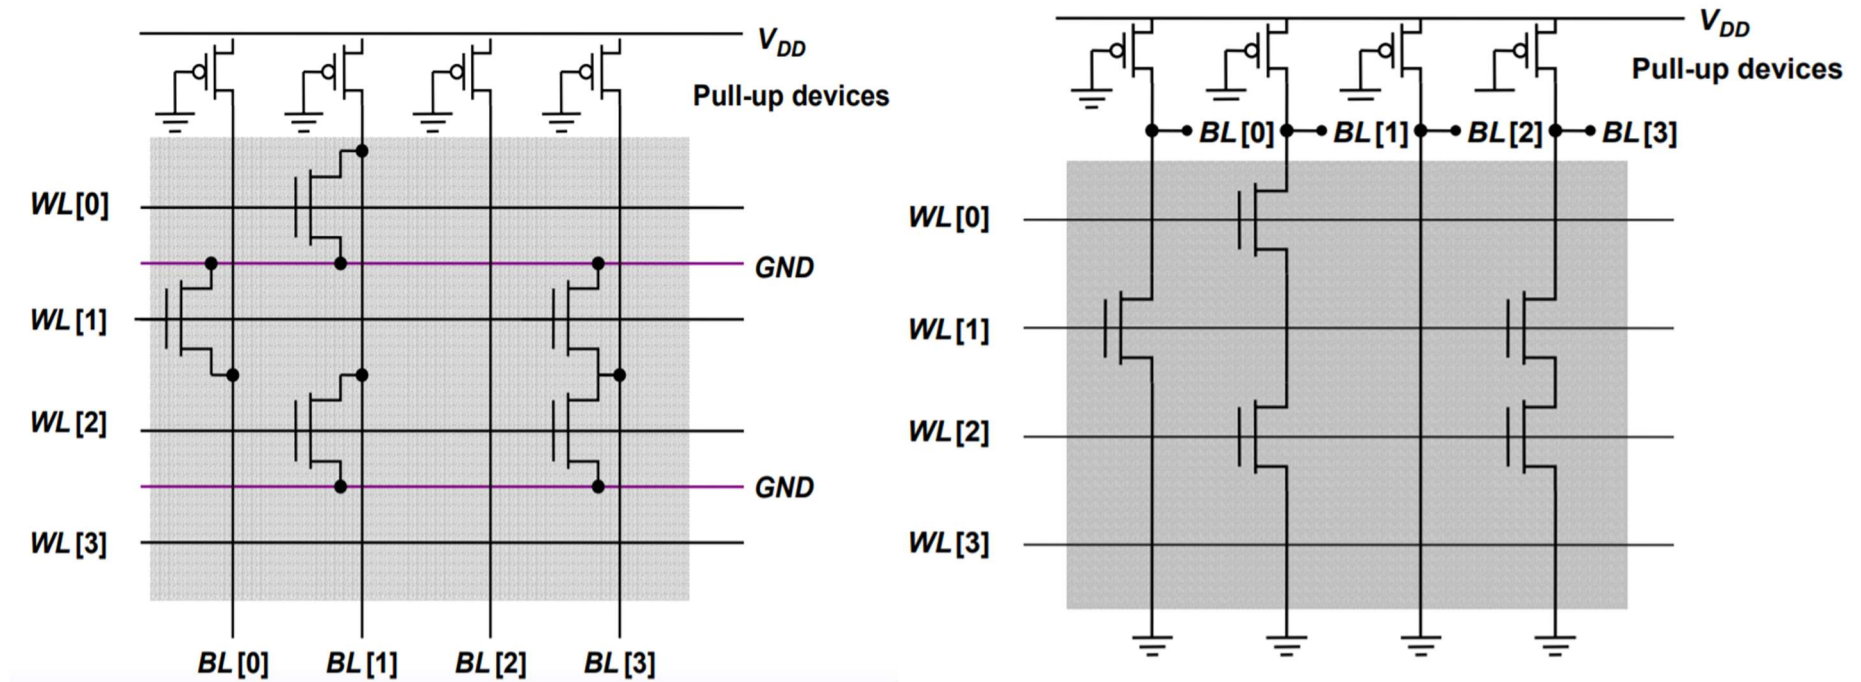 V_DD
Pull-up devices
WL[0]
GND
WL[1]
WL[2]
GND
WL[3]
BL[0] BL[1] BL[2] BL[3]
V_DD
Pull-up devices
BL[0] BL[1] BL[2] BL[3]
WL[0]
WL[1]
WL[2]
WL[3]